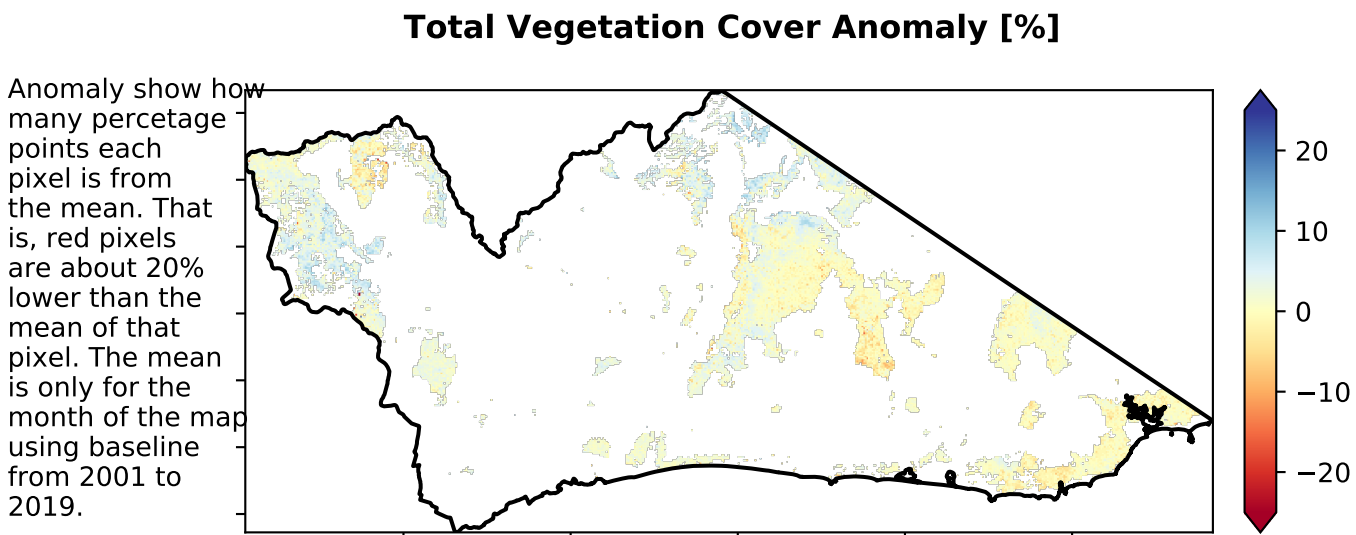 Total Vegetation Cover Anomaly [%]
Anomaly show how
many percetage
points each
pixel is from
the mean. That
is, red pixels
are about 20%
lower than the
mean of that
pixel. The mean
is only for the
month of the map
using baseline
from 2001 to
2019.
20
10
0
−10
−20